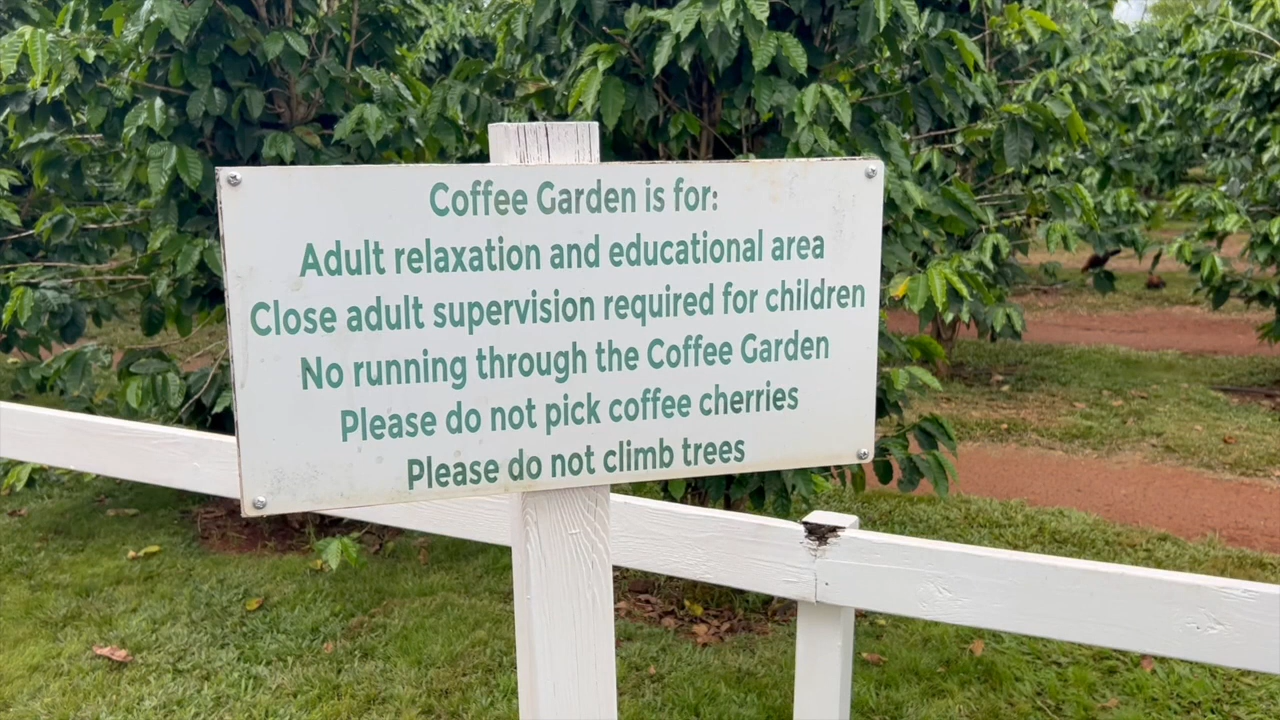 Coffee Garden is for:
Adult relaxation and educational area
Close adult supervision required for children
No running through the Coffee Garden
Please do not pick coffee cherries
Please do not climb trees